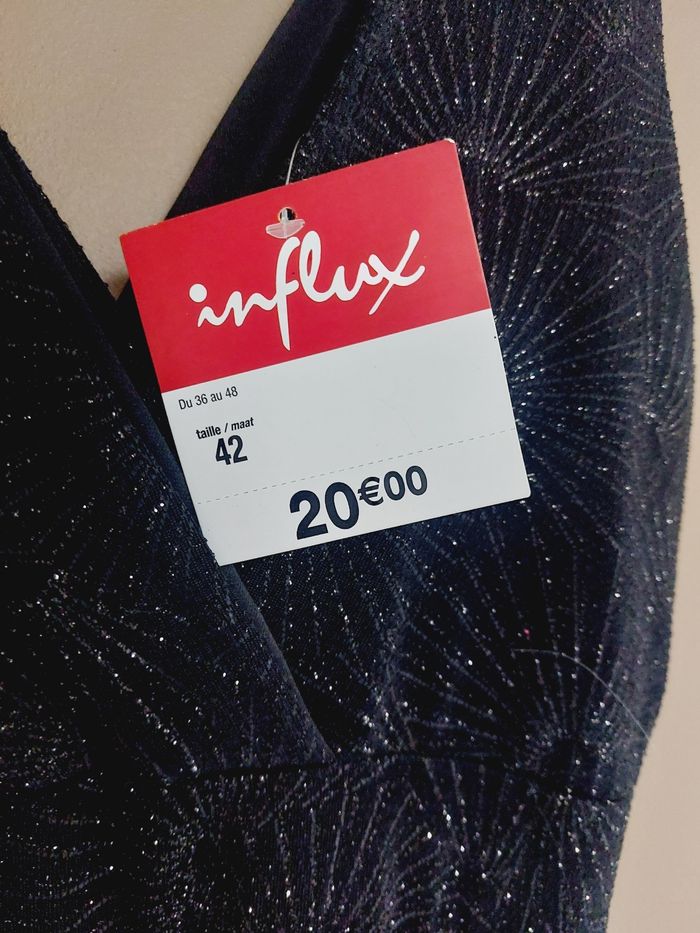 influx
Du 36 au 48
taille / maat
42
20€00